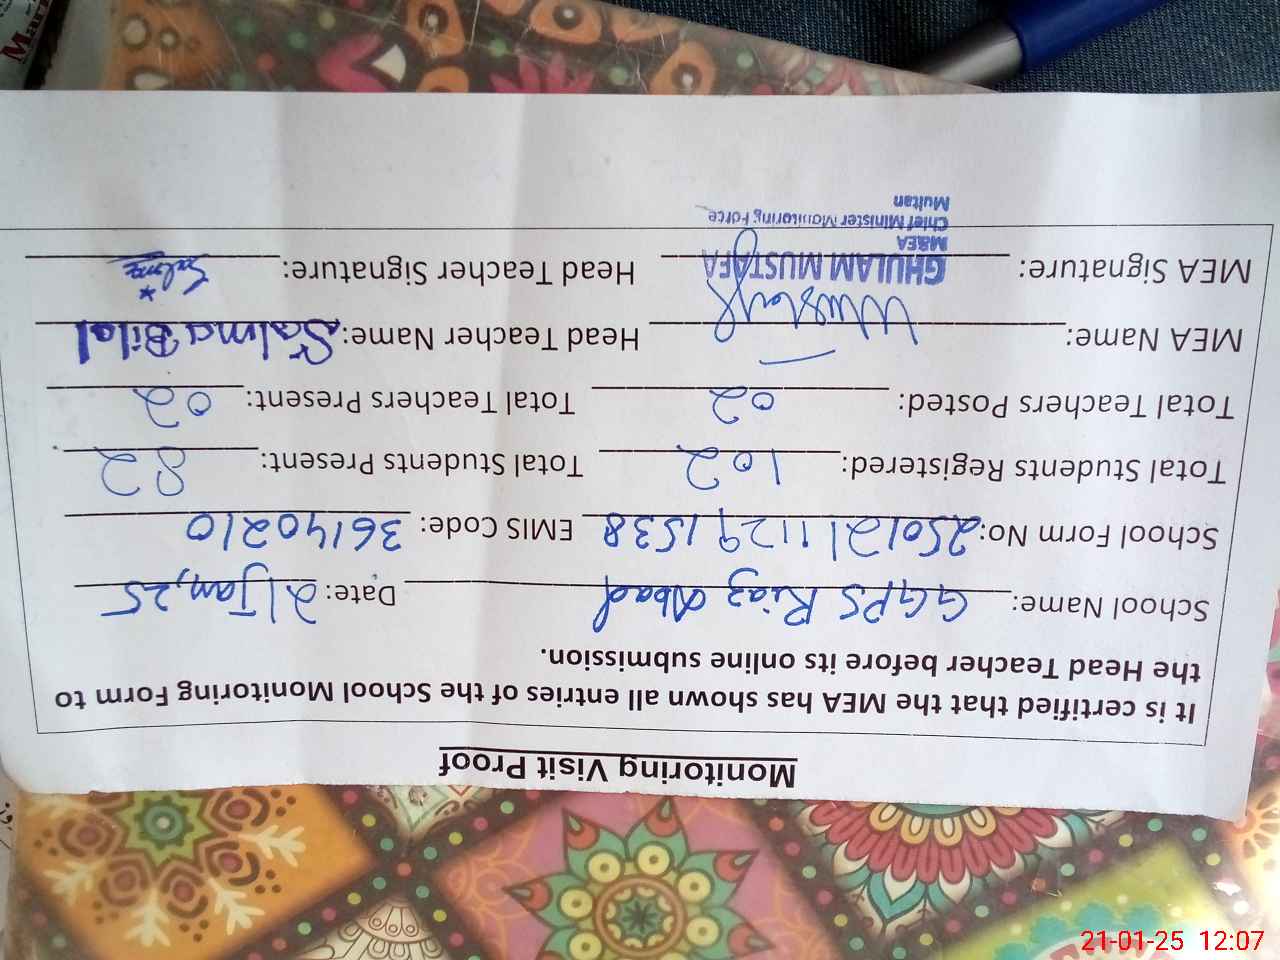 Monitoring Visit Proof
It is certified that the MEA has shown all entries of the School Monitoring Form to
the Head Teacher before its online submission.
School Name: GGPS Riaz Abad Date: 21 Jan, 25
School Form No: 25012111291538 EMIS Code: 36140210
Total Students Registered: 102 Total Students Present: 82
Total Teachers Posted: 02 Total Teachers Present: 02
MEA Name: Mustafa Head Teacher Name: Salma Bilal
MEA Signature: Head Teacher Signature: Salma
GHULAM MUSTAFA
M&EA
Chief Minister Monitoring Force
Multan
21-01-25 12:07